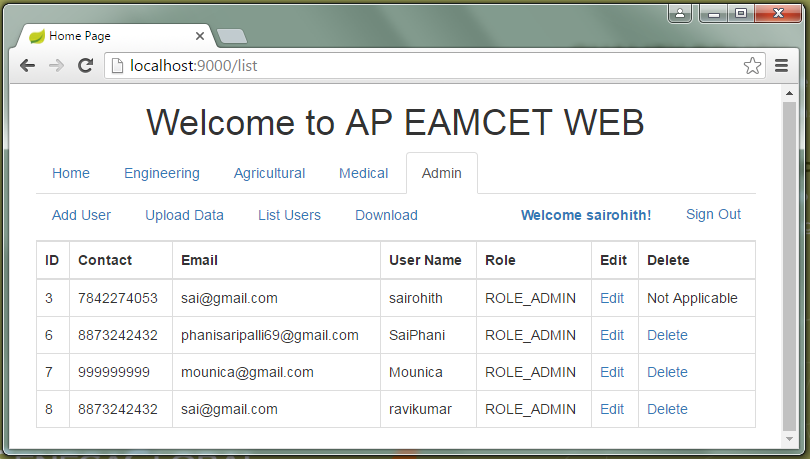 Home Page
localhost:9000/list
Welcome to AP EAMCET WEB
Home Engineering Agricultural Medical Admin
Add User Upload Data List Users Download Welcome sairohith! Sign Out
ID Contact Email User Name Role Edit Delete
3 7842274053 sai@gmail.com sairohith ROLE_ADMIN Edit Not Applicable
6 8873242432 phanisaripalli69@gmail.com SaiPhani ROLE_ADMIN Edit Delete
7 999999999 mounica@gmail.com Mounica ROLE_ADMIN Edit Delete
8 8873242432 sai@gmail.com ravikumar ROLE_ADMIN Edit Delete